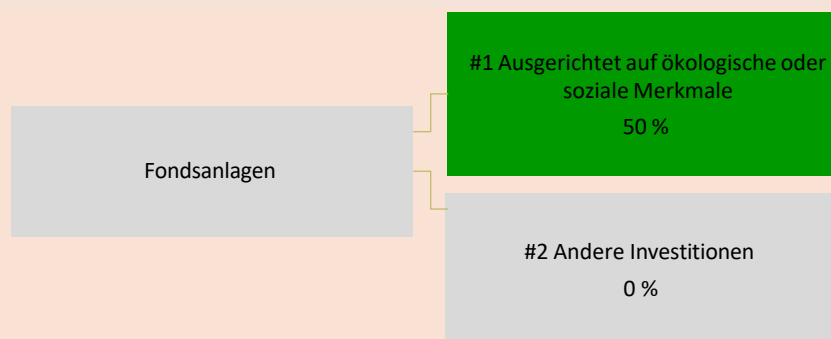 #1 Ausgerichtet auf ökologische oder
soziale Merkmale
50 %
Fondsanlagen
#2 Andere Investitionen
0 %